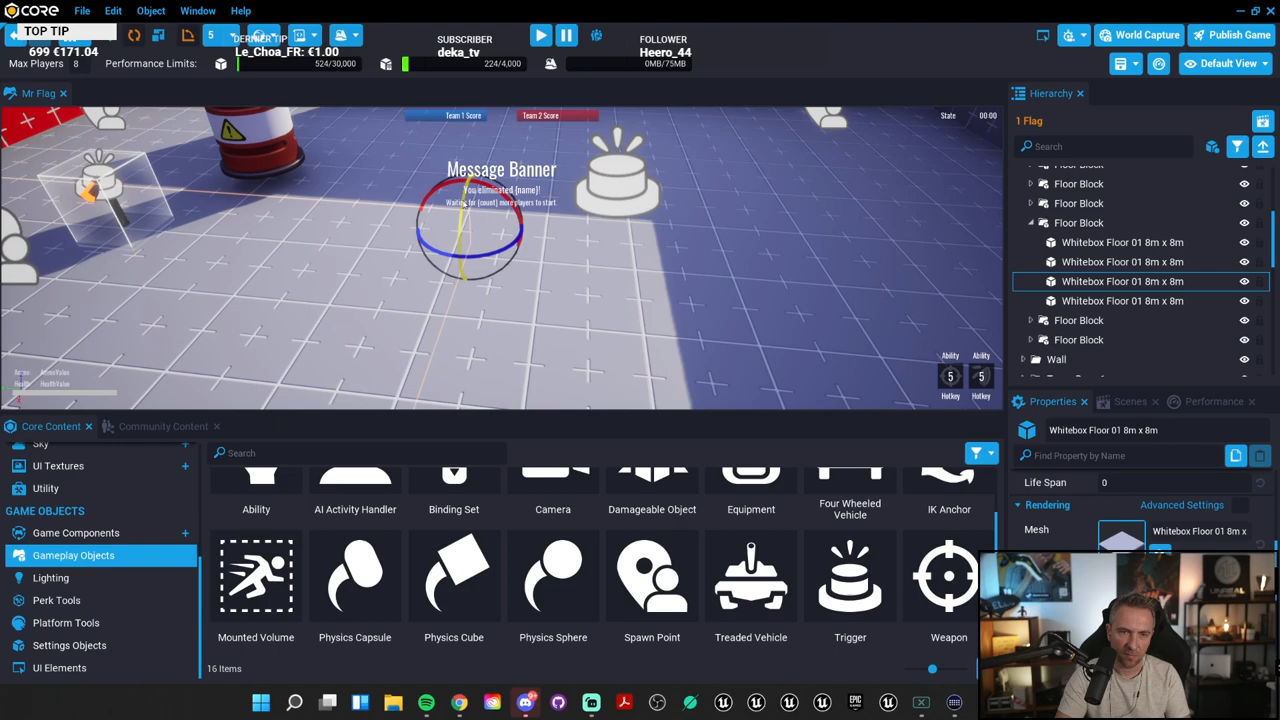 CORE File Edit Object Window Help
TOP TIP
699 €171.04
DERNIER TIP
Le_Choa_FR: €1.00
SUBSCRIBER
deka_tv
FOLLOWER
Heero_44
5
World Capture
Publish Game
Max Players 8 Performance Limits: 524/30,000 224/4,000 0MB/75MB
Default View
Mr Flag
Team 1 Score
Team 2 Score
State 00:00
Message Banner
You eliminated {name}!
Waiting for {count} more players to start
Ability Ability
5 5
Hotkey Hotkey
Hierarchy
1 Flag
Search
Floor Block
Floor Block
Floor Block
Floor Block
Whitebox Floor 01 8m x 8m
Whitebox Floor 01 8m x 8m
Whitebox Floor 01 8m x 8m
Whitebox Floor 01 8m x 8m
Floor Block
Floor Block
Wall
Properties Scenes Performance
Whitebox Floor 01 8m x 8m
Find Property by Name
Life Span 0
Rendering Advanced Settings
Mesh Whitebox Floor 01 8m x
Core Content Community Content
Sky
UI Textures
Utility
GAME OBJECTS
Game Components
Gameplay Objects
Lighting
Perk Tools
Platform Tools
Settings Objects
UI Elements
Search
Ability
AI Activity Handler
Binding Set
Camera
Damageable Object
Equipment
Four Wheeled
Vehicle
IK Anchor
Mounted Volume
Physics Capsule
Physics Cube
Physics Sphere
Spawn Point
Treaded Vehicle
Trigger
Weapon
16 Items